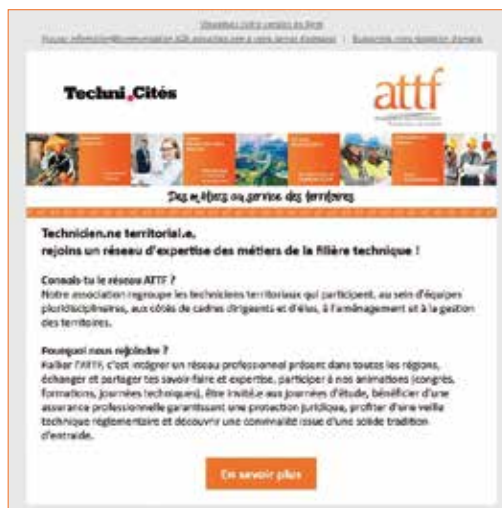 Techni.Cités
attf
Des métiers au service des territoires
Technicien.ne territorial.e,
rejoins un réseau d'expertise des métiers de la filière technique !
Connais-tu le réseau ATTF ?
Notre association regroupe les techniciens territoriaux qui participent, au sein d'équipes
pluridisciplinaires, aux côtés de cadres dirigeants et d'élus, à l'aménagement et à la gestion
des territoires.
Pourquoi nous rejoindre ?
Rallier l'ATTF, c'est intégrer un réseau professionnel présent dans toutes les régions,
échanger et partager tes savoir-faire et expertise, participer à nos animations (congrès,
formations, journées techniques), être invité.e aux journées d'étude, bénéficier d'une
assurance professionnelle garantissant une protection juridique, profiter d'une veille
technique réglementaire et découvrir une convivialité issue d'une solide tradition
d'entraide.
En savoir plus